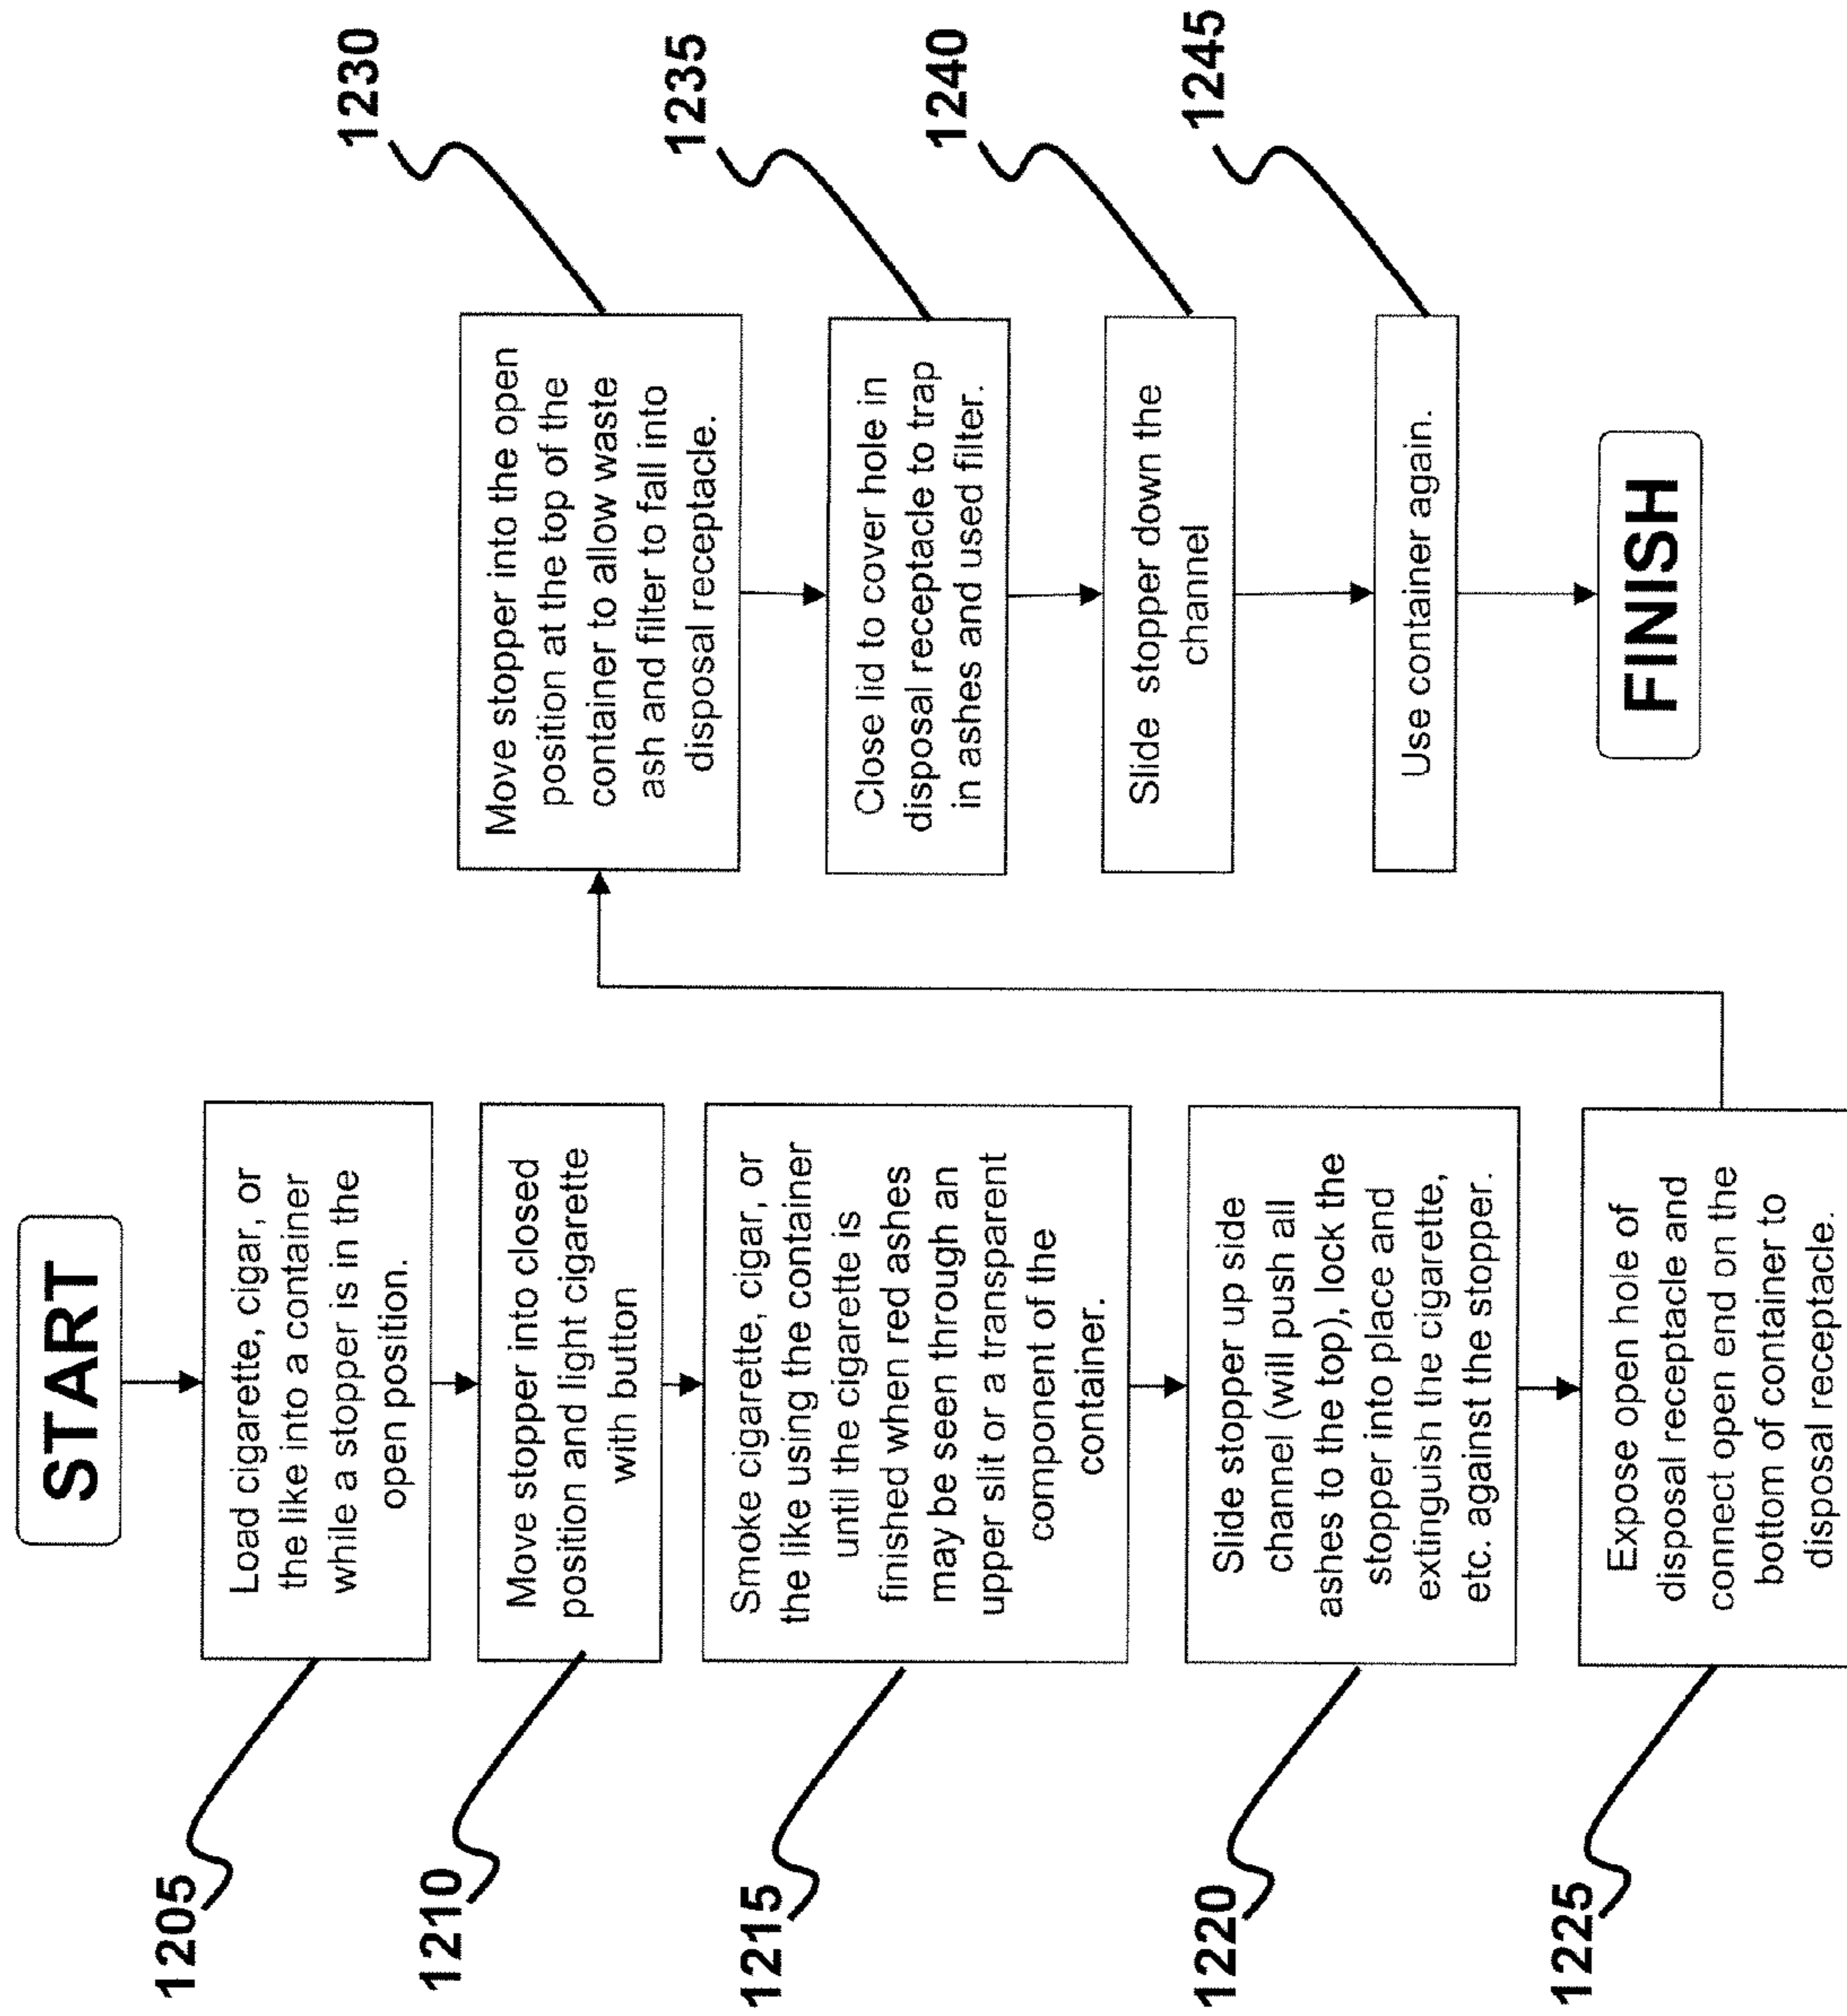 START
1205
Load cigarette, cigar, or
the like into a container
while a stopper is in the
open position.
1210
Move stopper into closed
position and light cigarette
with button
1215
Smoke cigarette, cigar, or
the like using the container
until the cigarette is
finished when red ashes
may be seen through an
upper slit or a transparent
component of the
container.
1220
Slide stopper up side
channel (will push all
ashes to the top), lock the
stopper into place and
extinguish the cigarette,
etc. against the stopper.
1225
Expose open hole of
disposal receptacle and
connect open end on the
bottom of container to
disposal receptacle.
1230
Move stopper into the open
position at the top of the
container to allow waste
ash and filter to fall into
disposal receptacle.
1235
Close lid to cover hole in
disposal receptacle to trap
in ashes and used filter.
1240
Slide stopper down the
channel
1245
Use container again.
FINISH